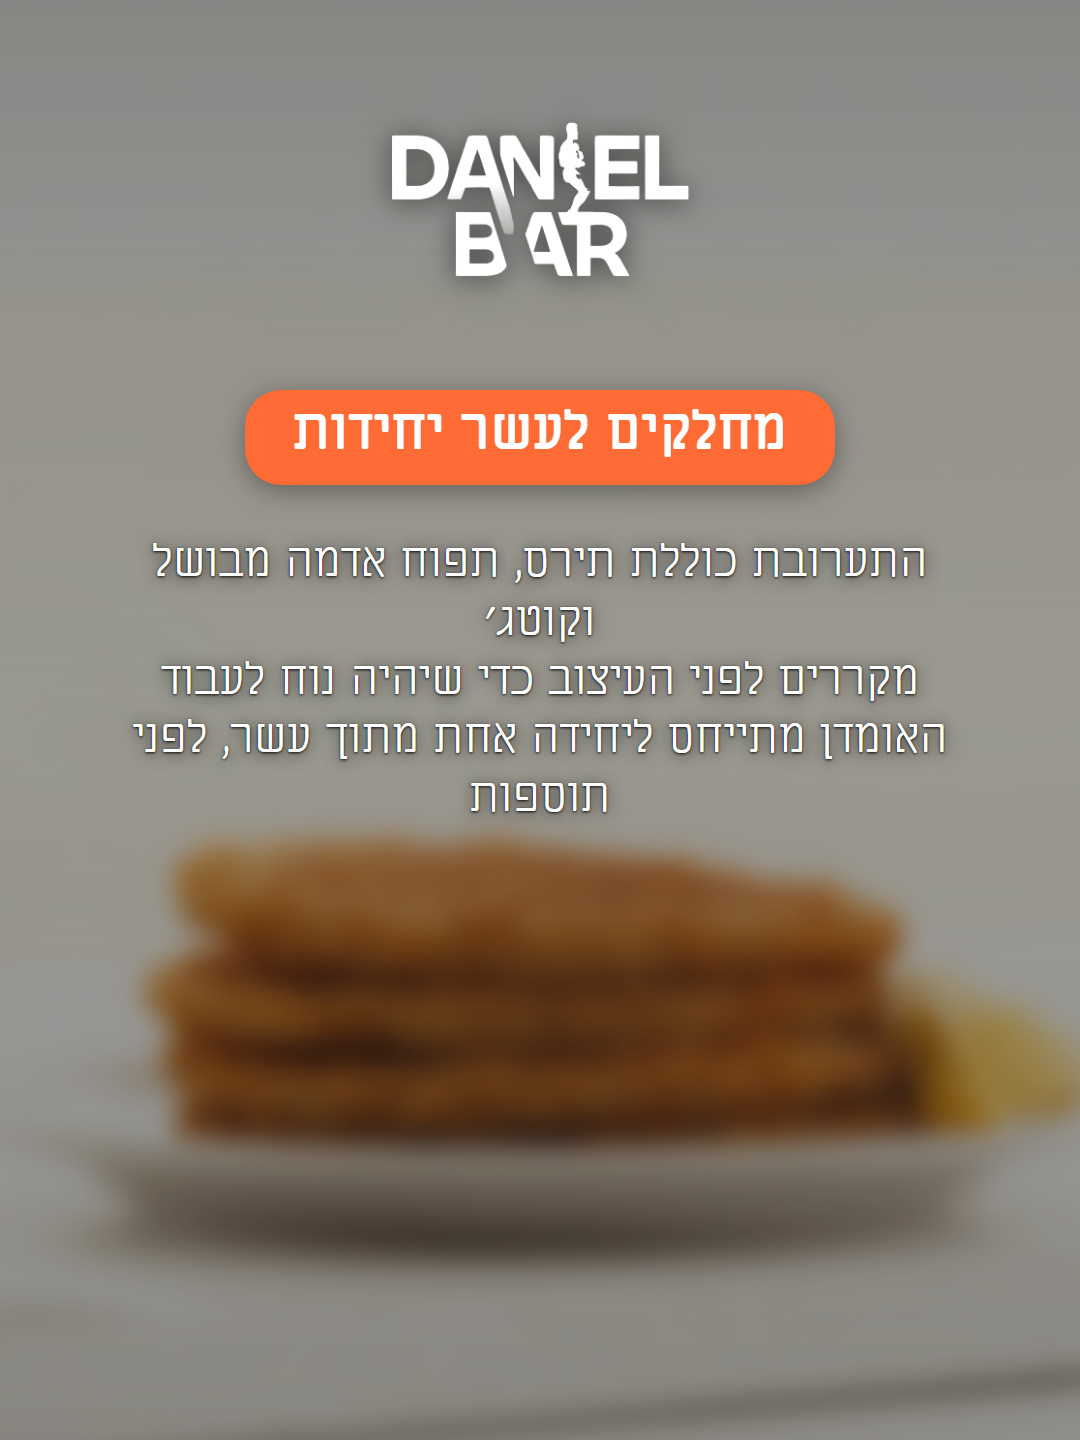 DANIEL
BAR
מחלקים לעשר יחידות
התערובת כוללת תירס, תפוח אדמה מבושל
וקוטג׳
מקררים לפני העיצוב כדי שיהיה נוח לעבוד
האומדן מתייחס ליחידה אחת מתוך עשר, לפני
תוספות